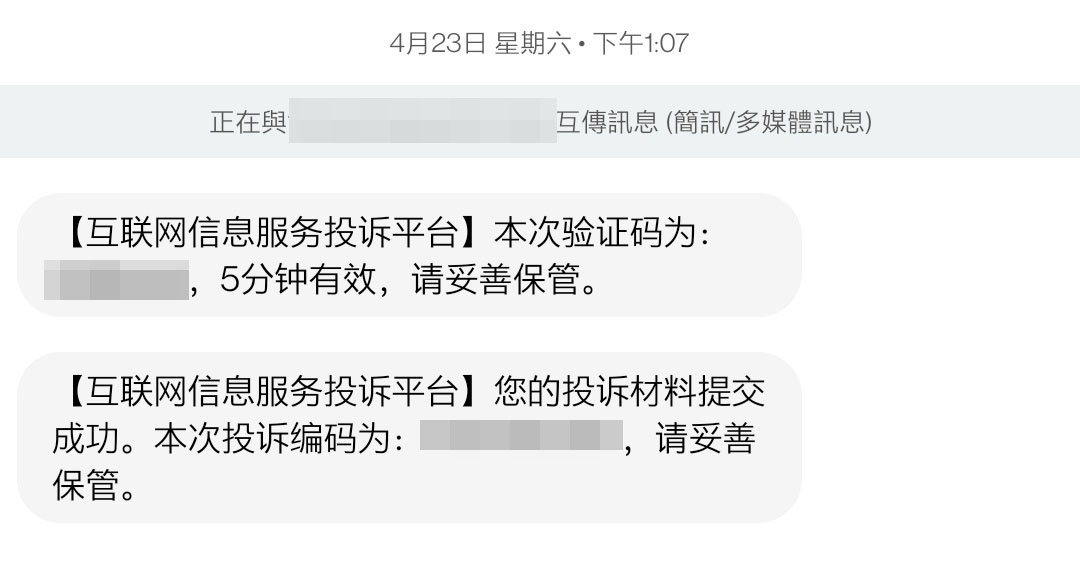 4月23日 星期六 • 下午1:07
正在與 互傳訊息 (簡訊/多媒體訊息)
【互联网信息服务投诉平台】本次验证码为:
，5分钟有效，请妥善保管。
【互联网信息服务投诉平台】您的投诉材料提交
成功。本次投诉编码为: ，请妥善
保管。